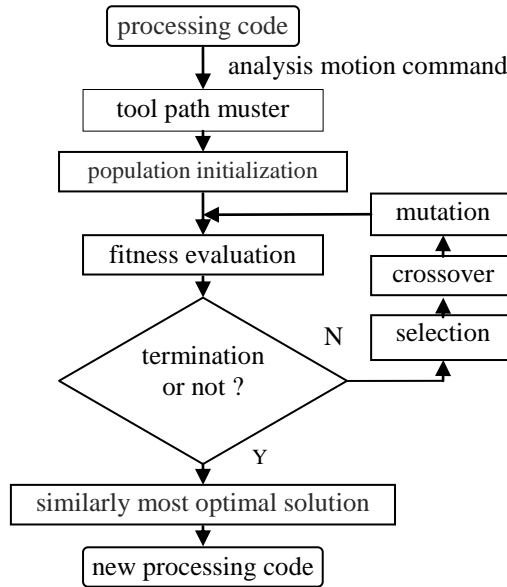 processing code
analysis motion command
tool path muster
population initialization
mutation
fitness evaluation
crossover
selection
N
termination
or not ?
Y
similarly most optimal solution
new processing code